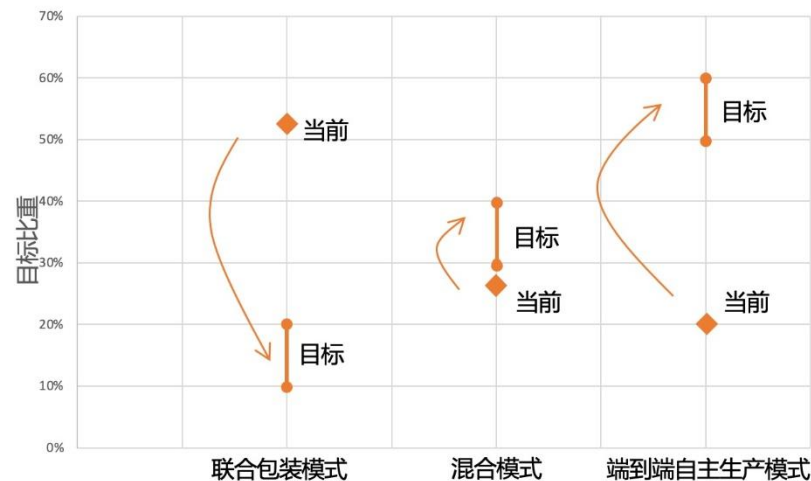 70%
60%
50%
40%
30%
20%
10%
0%
目标比重
当前
目标
目标
当前
目标
当前
联合包装模式
混合模式
端到端自主生产模式